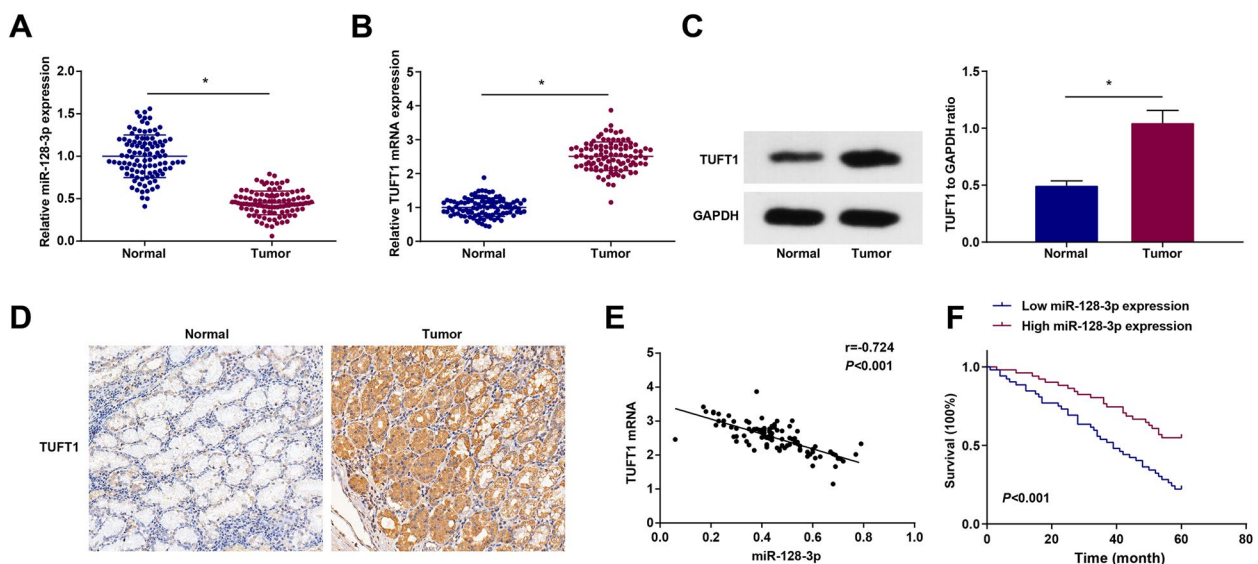 A
Relative miR-128-3p expression
2.0
1.5
1.0
0.5
0.0
*
Normal
Tumor
B
Relative TUFT1 mRNA expression
5
4
3
2
1
0
*
Normal
Tumor
C
TUFT1
GAPDH
Normal
Tumor
TUFT1 to GAPDH ratio
1.5
1.0
0.5
0.0
*
Normal
Tumor
D
Normal
Tumor
TUFT1
E
r=-0.724
P<0.001
TUFT1 mRNA
5
4
3
2
1
0
0.0
0.2
0.4
0.6
0.8
1.0
miR-128-3p
F
Low miR-128-3p expression
High miR-128-3p expression
Survival (100%)
1.0
0.5
0.0
P<0.001
0
20
40
60
80
Time (month)